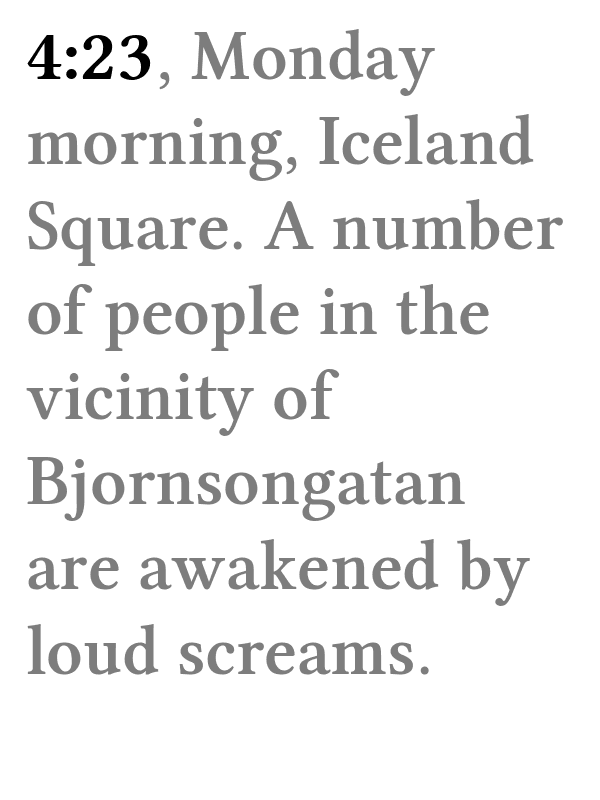 4:23, Monday
morning, Iceland
Square. A number
of people in the
vicinity of
Bjornsongatan
are awakened by
loud screams.